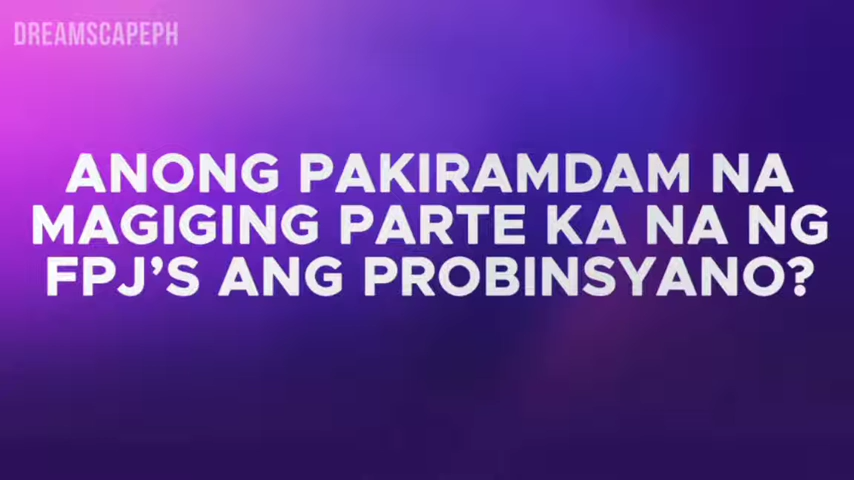 DREAMSCAPEPH
ANONG PAKIRAMDAM NA
MAGIGING PARTE KA NA NG
FPJ'S ANG PROBINSYANO?